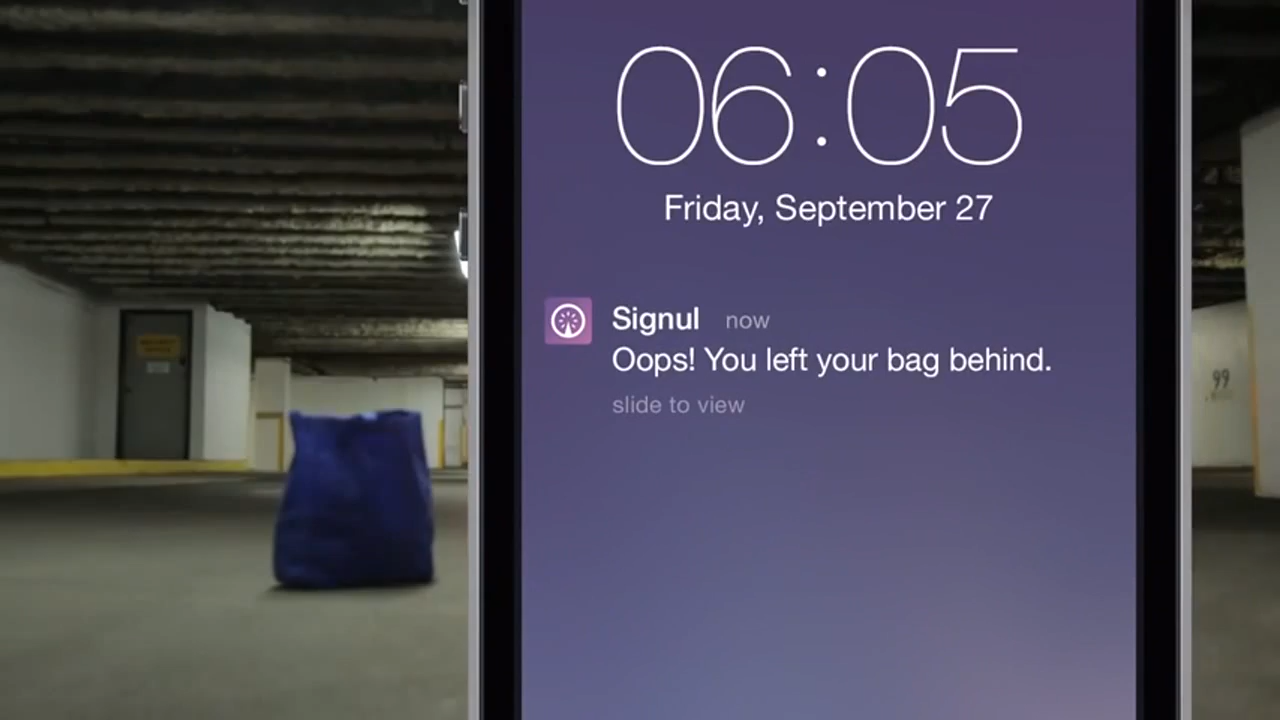 06:05
Friday, September 27
Signul now
Oops! You left your bag behind.
slide to view
99